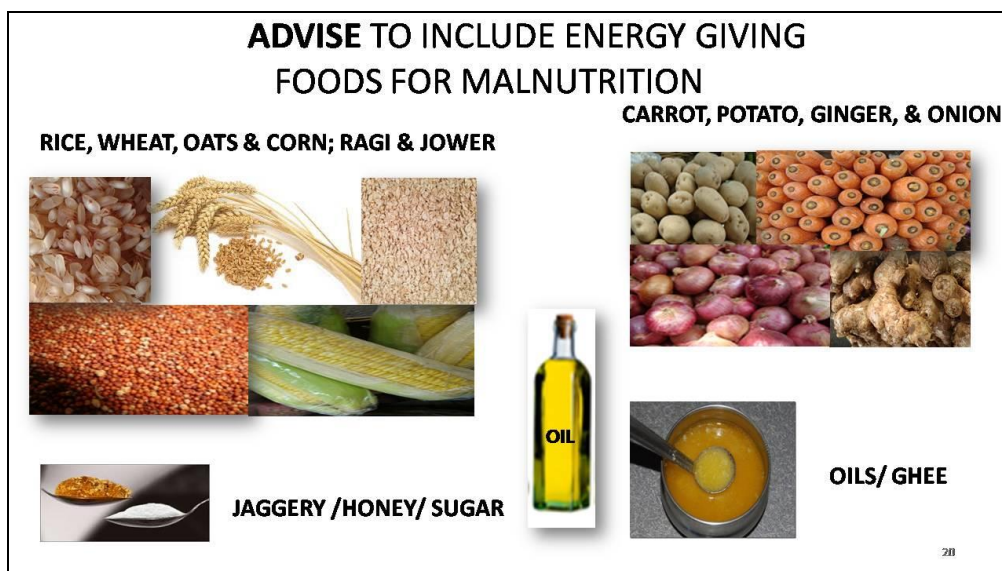 ADVISE TO INCLUDE ENERGY GIVING
FOODS FOR MALNUTRITION
RICE, WHEAT, OATS & CORN; RAGI & JOWER
CARROT, POTATO, GINGER, & ONION
OIL
JAGGERY /HONEY/ SUGAR
OILS/ GHEE
20